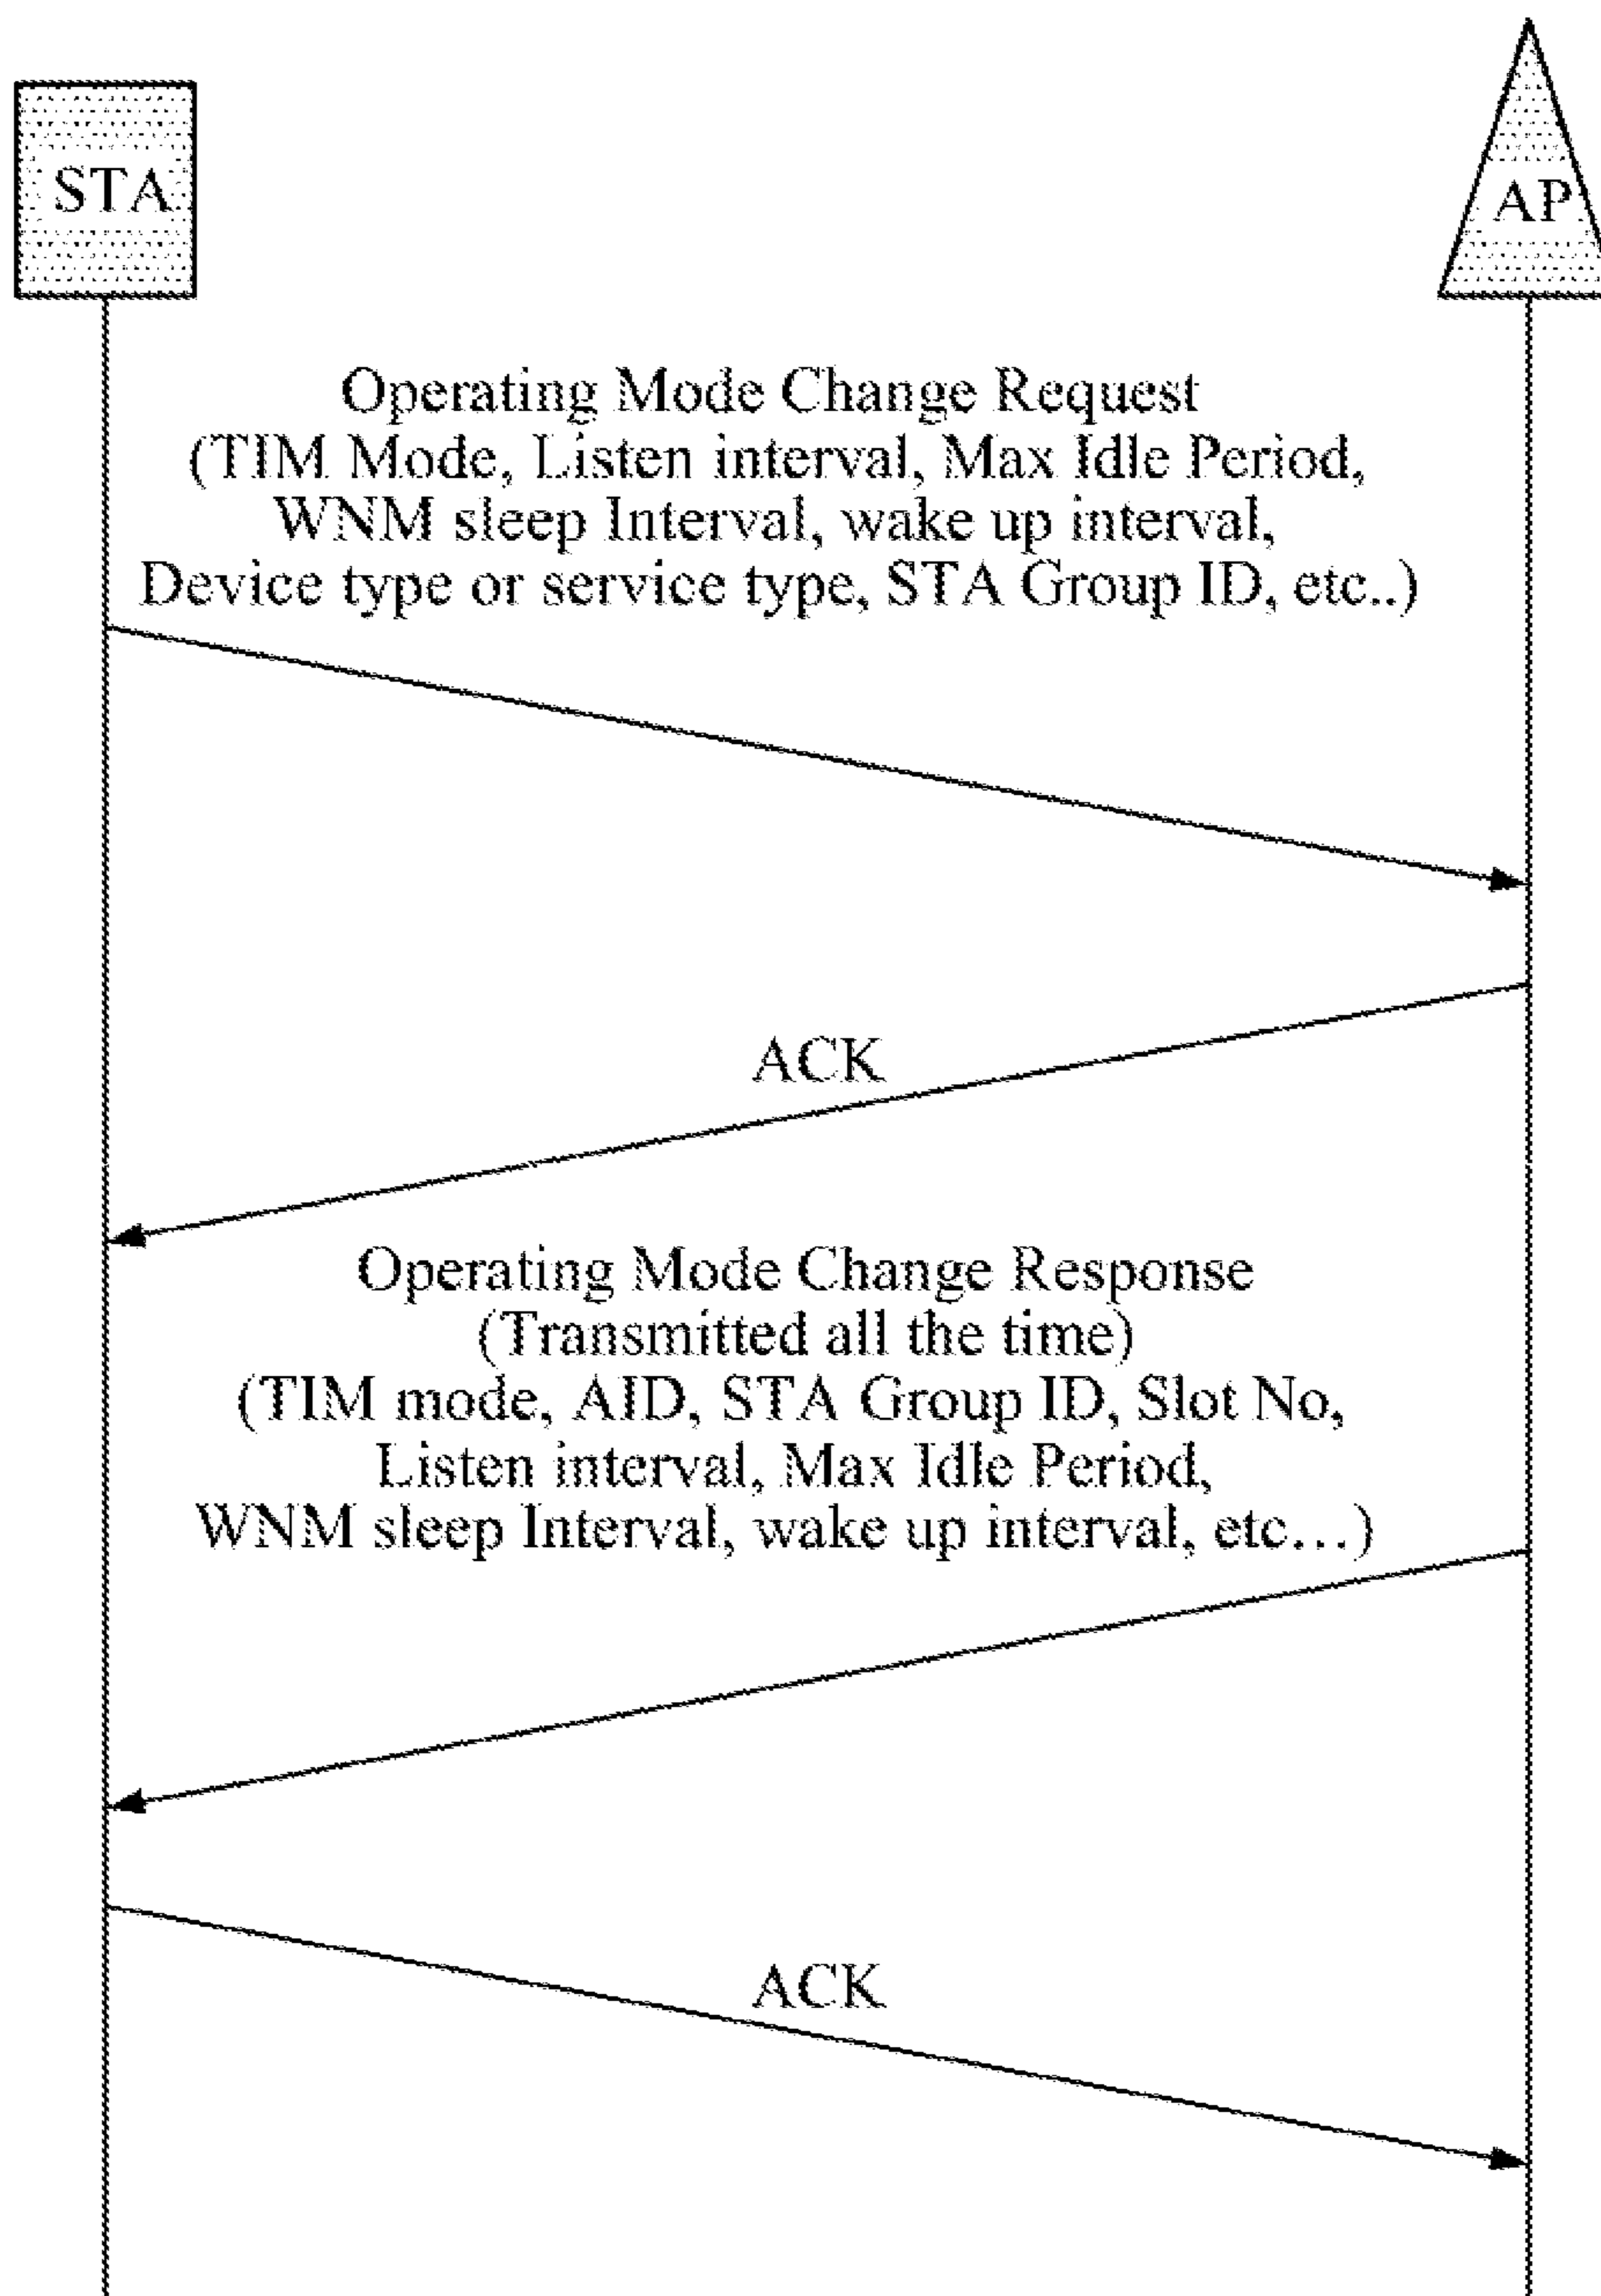 STA
AP
Operating Mode Change Request
(TIM Mode, Listen interval, Max Idle Period,
WNM sleep Interval, wake up interval,
Device type or service type, STA Group ID, etc..)
ACK
Operating Mode Change Response
(Transmitted all the time)
(TIM mode, AID, STA Group ID, Slot No,
Listen interval, Max Idle Period,
WNM sleep Interval, wake up interval, etc...)
ACK